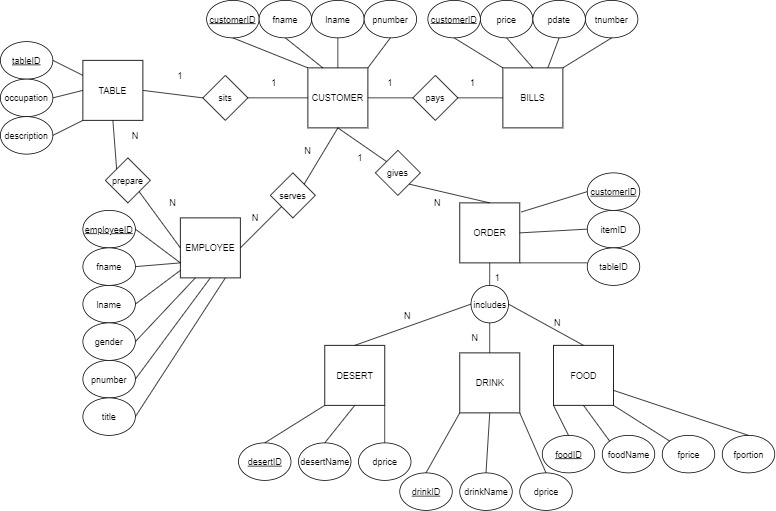 customerID fname lname pnumber
customerID price pdate tnumber
tableID
occupation
description
TABLE
1
sits
1
CUSTOMER
1
pays
1
BILLS
N
prepare
N
N
serves
N
1
gives
N
employeeID
fname
lname
gender
pnumber
title
EMPLOYEE
ORDER
customerID
itemID
tableID
1
includes
N
N
N
DESERT
DRINK
FOOD
desertID desertName dprice
drinkID drinkName dprice
foodID foodName fprice fportion